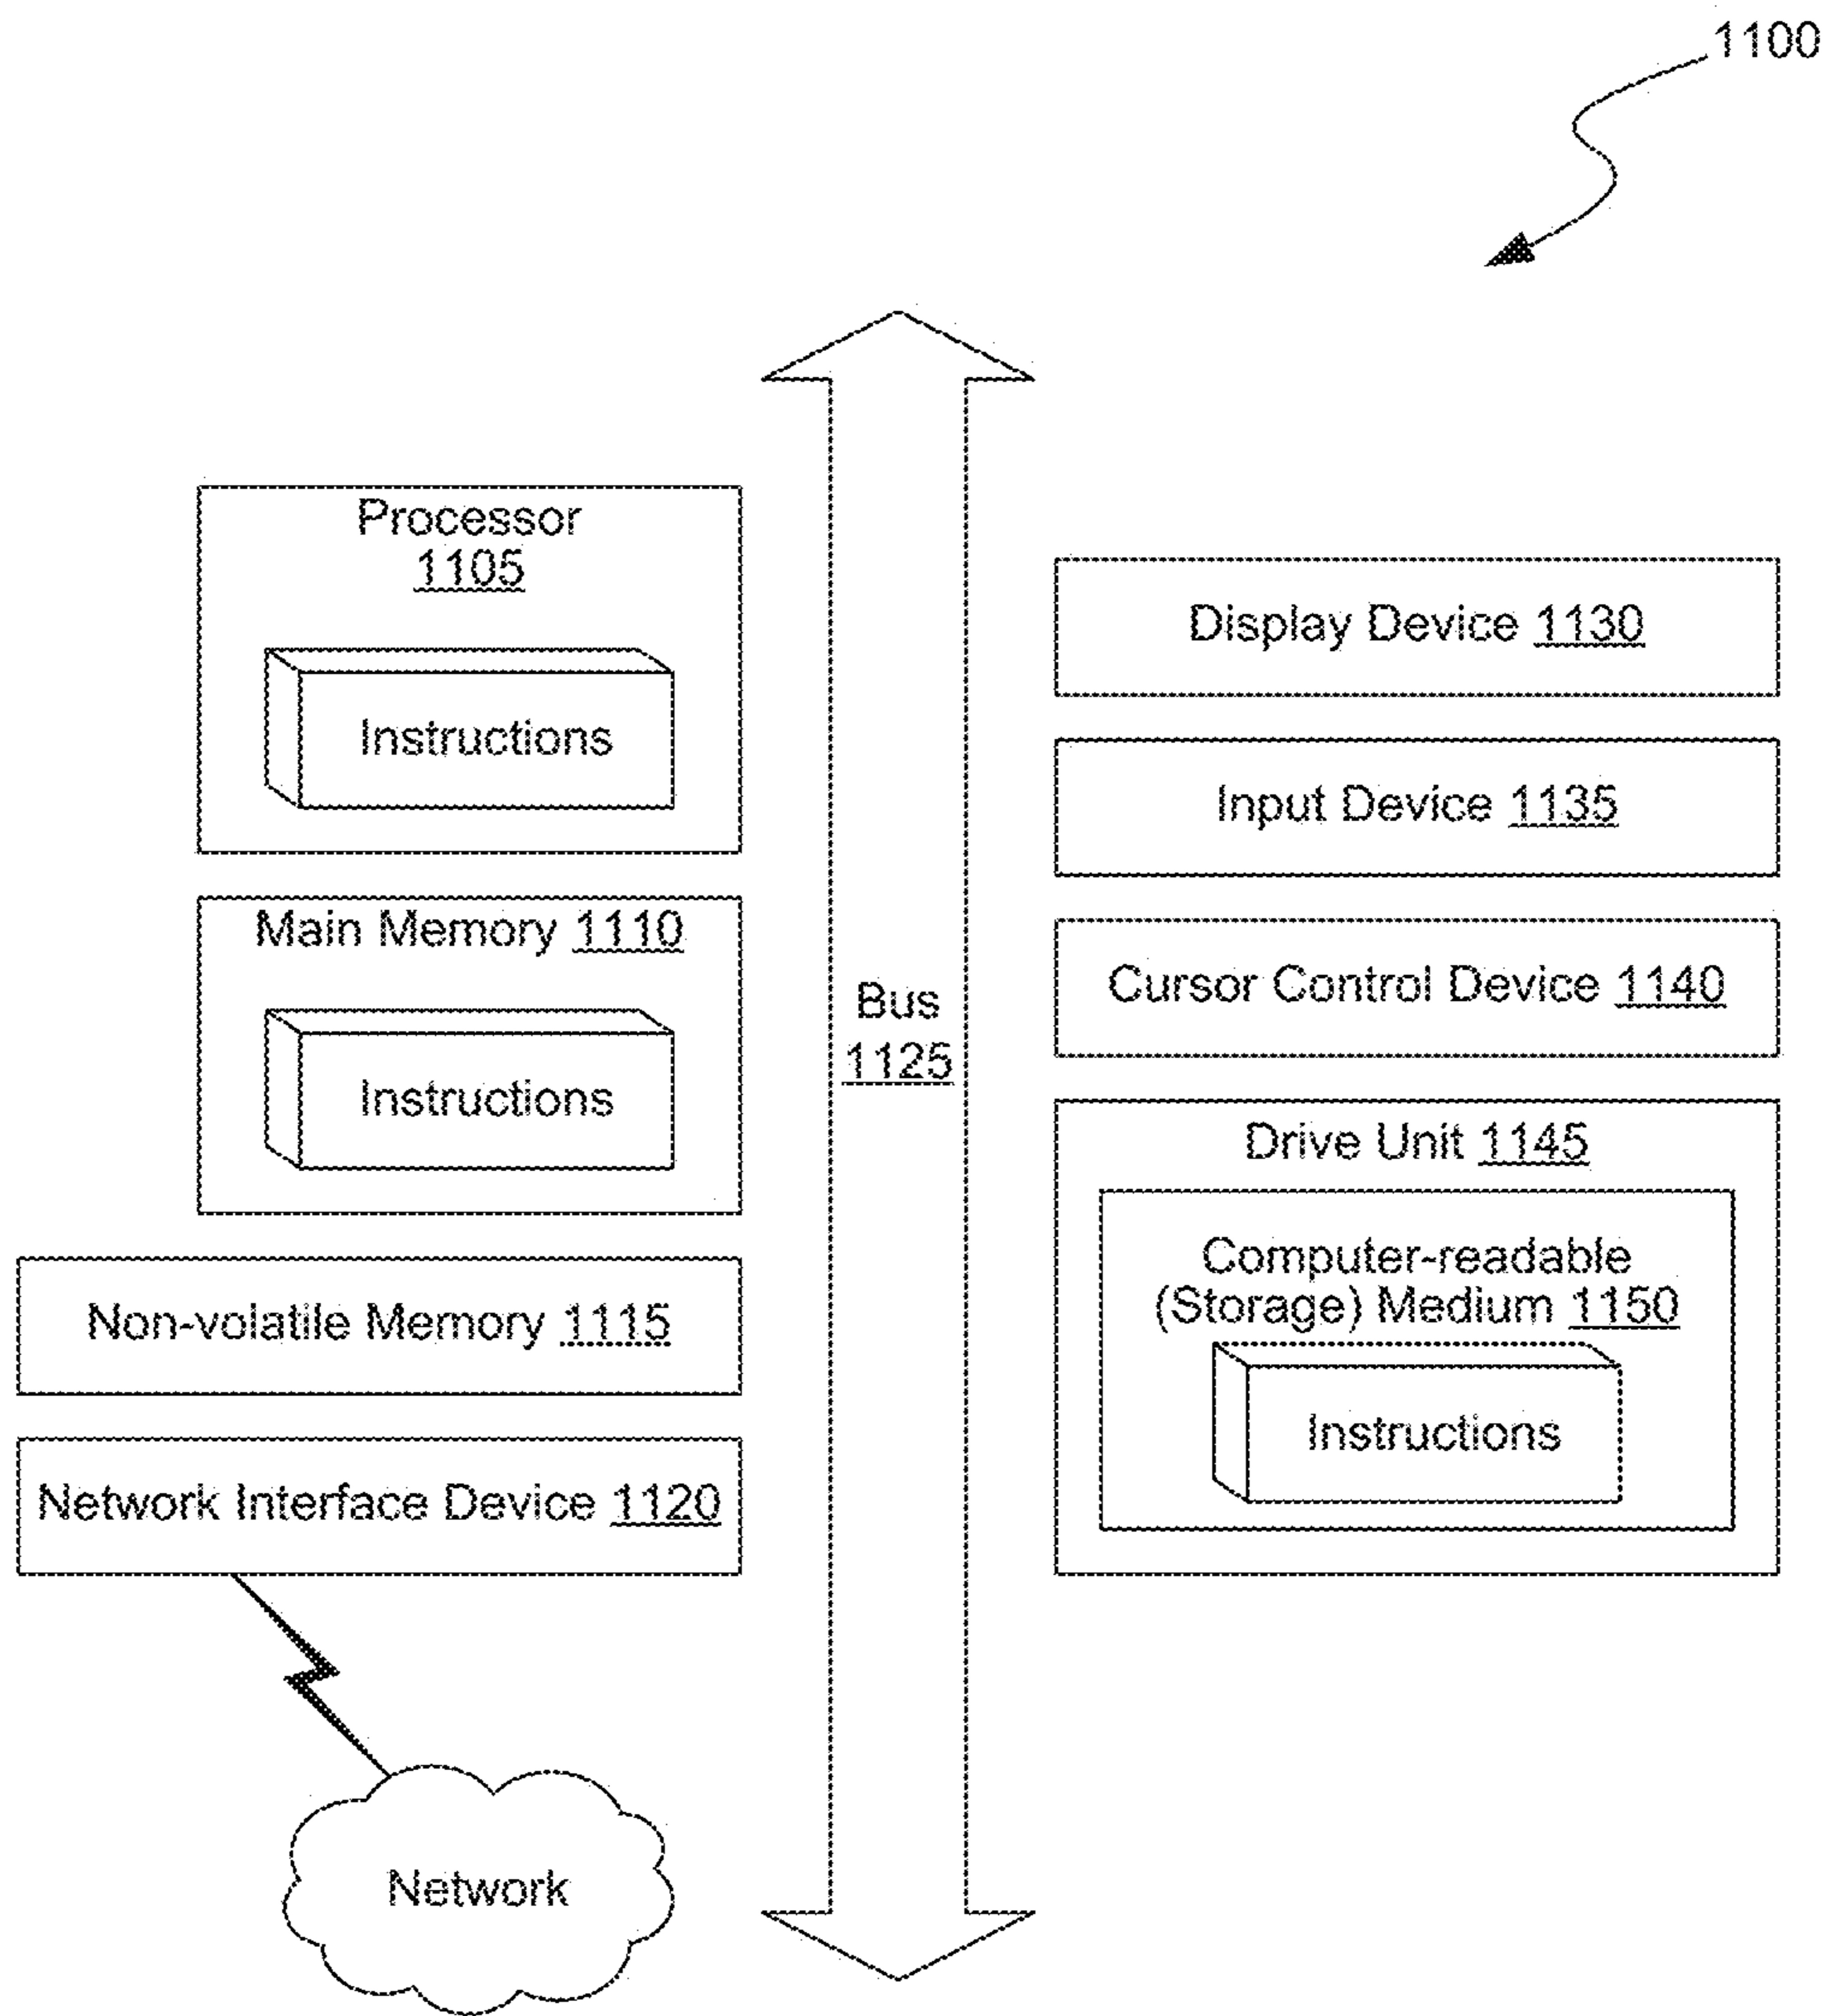 1100
Processor
1105
Instructions
Main Memory 1110
Instructions
Non-volatile Memory 1115
Network Interface Device 1120
Network
Bus
1125
Display Device 1130
Input Device 1135
Cursor Control Device 1140
Drive Unit 1145
Computer-readable
(Storage) Medium 1150
Instructions